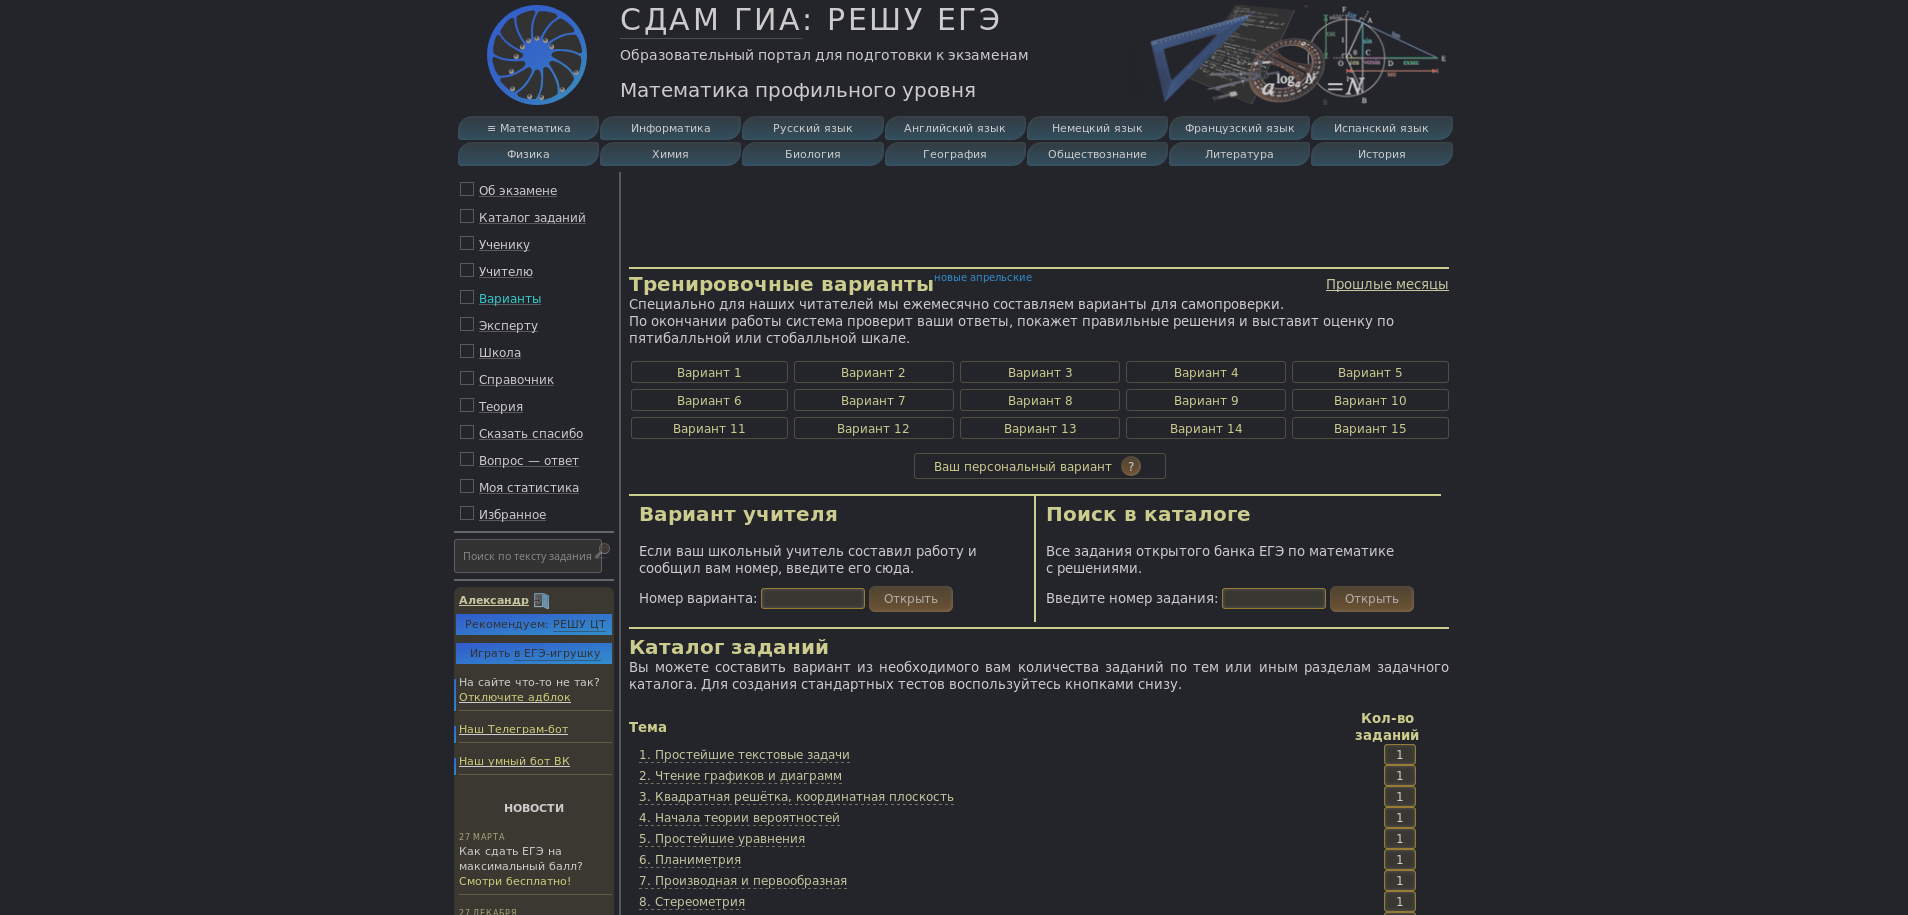 СДАМ ГИА: РЕШУ ЕГЭ
Образовательный портал для подготовки к экзаменам
Математика профильного уровня
≡ Математика
Информатика
Русский язык
Английский язык
Немецкий язык
Французский язык
Испанский язык
Физика
Химия
Биология
География
Обществознание
Литература
История
Об экзамене
Каталог заданий
Ученику
Учителю
Варианты
Эксперту
Школа
Справочник
Теория
Сказать спасибо
Вопрос — ответ
Моя статистика
Избранное
Поиск по тексту задания
Александр
Рекомендуем: РЕШУ ЦТ
Играть в ЕГЭ-игрушку
На сайте что-то не так?
Отключите адблок
Наш Телеграм-бот
Наш умный бот ВК
НОВОСТИ
27 МАРТА
Как сдать ЕГЭ на
максимальный балл?
Смотри бесплатно!
27 ДЕКАБРЯ
Тренировочные варианты новые апрельские
Прошлые месяцы
Специально для наших читателей мы ежемесячно составляем варианты для самопроверки.
По окончании работы система проверит ваши ответы, покажет правильные решения и выставит оценку по
пятибалльной или стобалльной шкале.
Вариант 1
Вариант 2
Вариант 3
Вариант 4
Вариант 5
Вариант 6
Вариант 7
Вариант 8
Вариант 9
Вариант 10
Вариант 11
Вариант 12
Вариант 13
Вариант 14
Вариант 15
Ваш персональный вариант ?
Вариант учителя
Если ваш школьный учитель составил работу и
сообщил вам номер, введите его сюда.
Номер варианта: Открыть
Поиск в каталоге
Все задания открытого банка ЕГЭ по математике
с решениями.
Введите номер задания: Открыть
Каталог заданий
Вы можете составить вариант из необходимого вам количества заданий по тем или иным разделам задачного
каталога. Для создания стандартных тестов воспользуйтесь кнопками снизу.
Тема
Кол-во
заданий
1. Простейшие текстовые задачи 1
2. Чтение графиков и диаграмм 1
3. Квадратная решётка, координатная плоскость 1
4. Начала теории вероятностей 1
5. Простейшие уравнения 1
6. Планиметрия 1
7. Производная и первообразная 1
8. Стереометрия 1